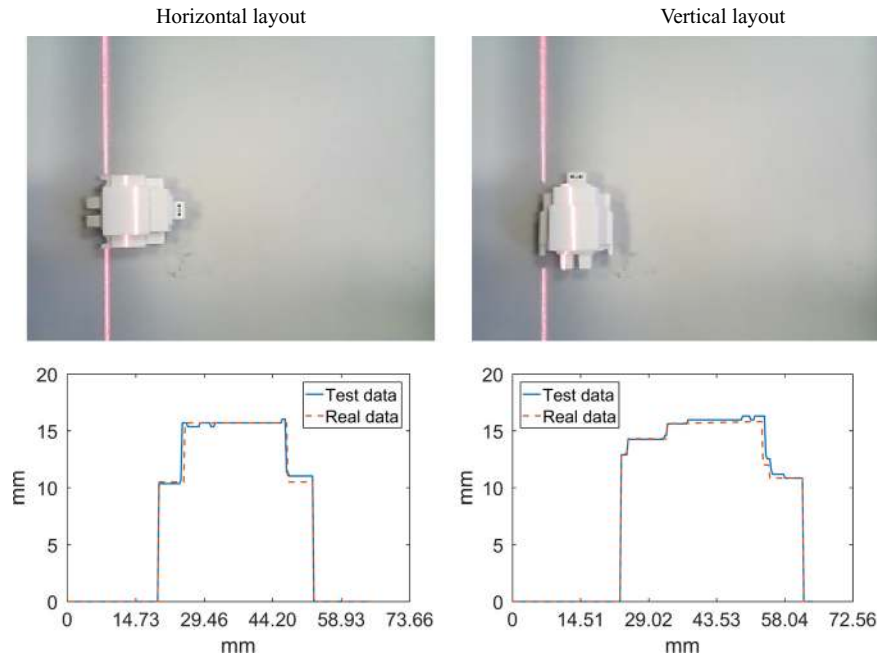 Horizontal layout
Vertical layout
20
15
10
5
0
mm
Test data
Real data
0 14.73 29.46 44.20 58.93 73.66
mm
20
15
10
5
0
mm
Test data
Real data
0 14.51 29.02 43.53 58.04 72.56
mm